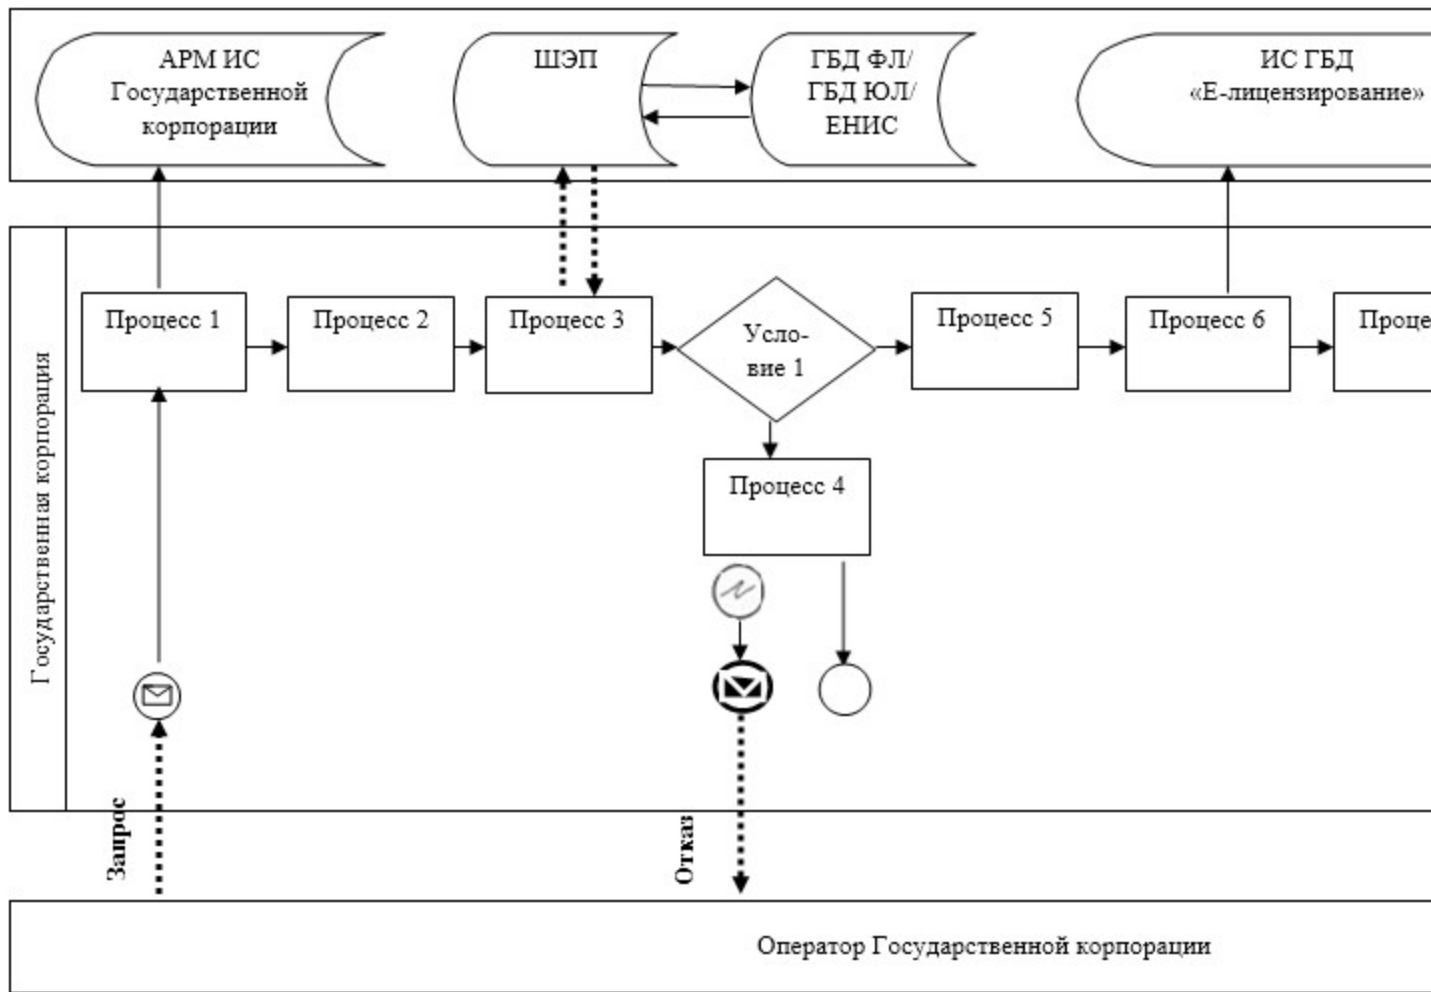 АРМ ИС
Государственной
корпорации
ШЭП
ГБД ФЛ/
ГБД ЮЛ/
ЕНИС
ИС ГБД
«Е-лицензирование»
Государственная корпорация
Процесс 1
Процесс 2
Процесс 3
Усло-
вие 1
Процесс 5
Процесс 6
Проце
Процесс 4
Запрос
Отказ
Оператор Государственной корпорации